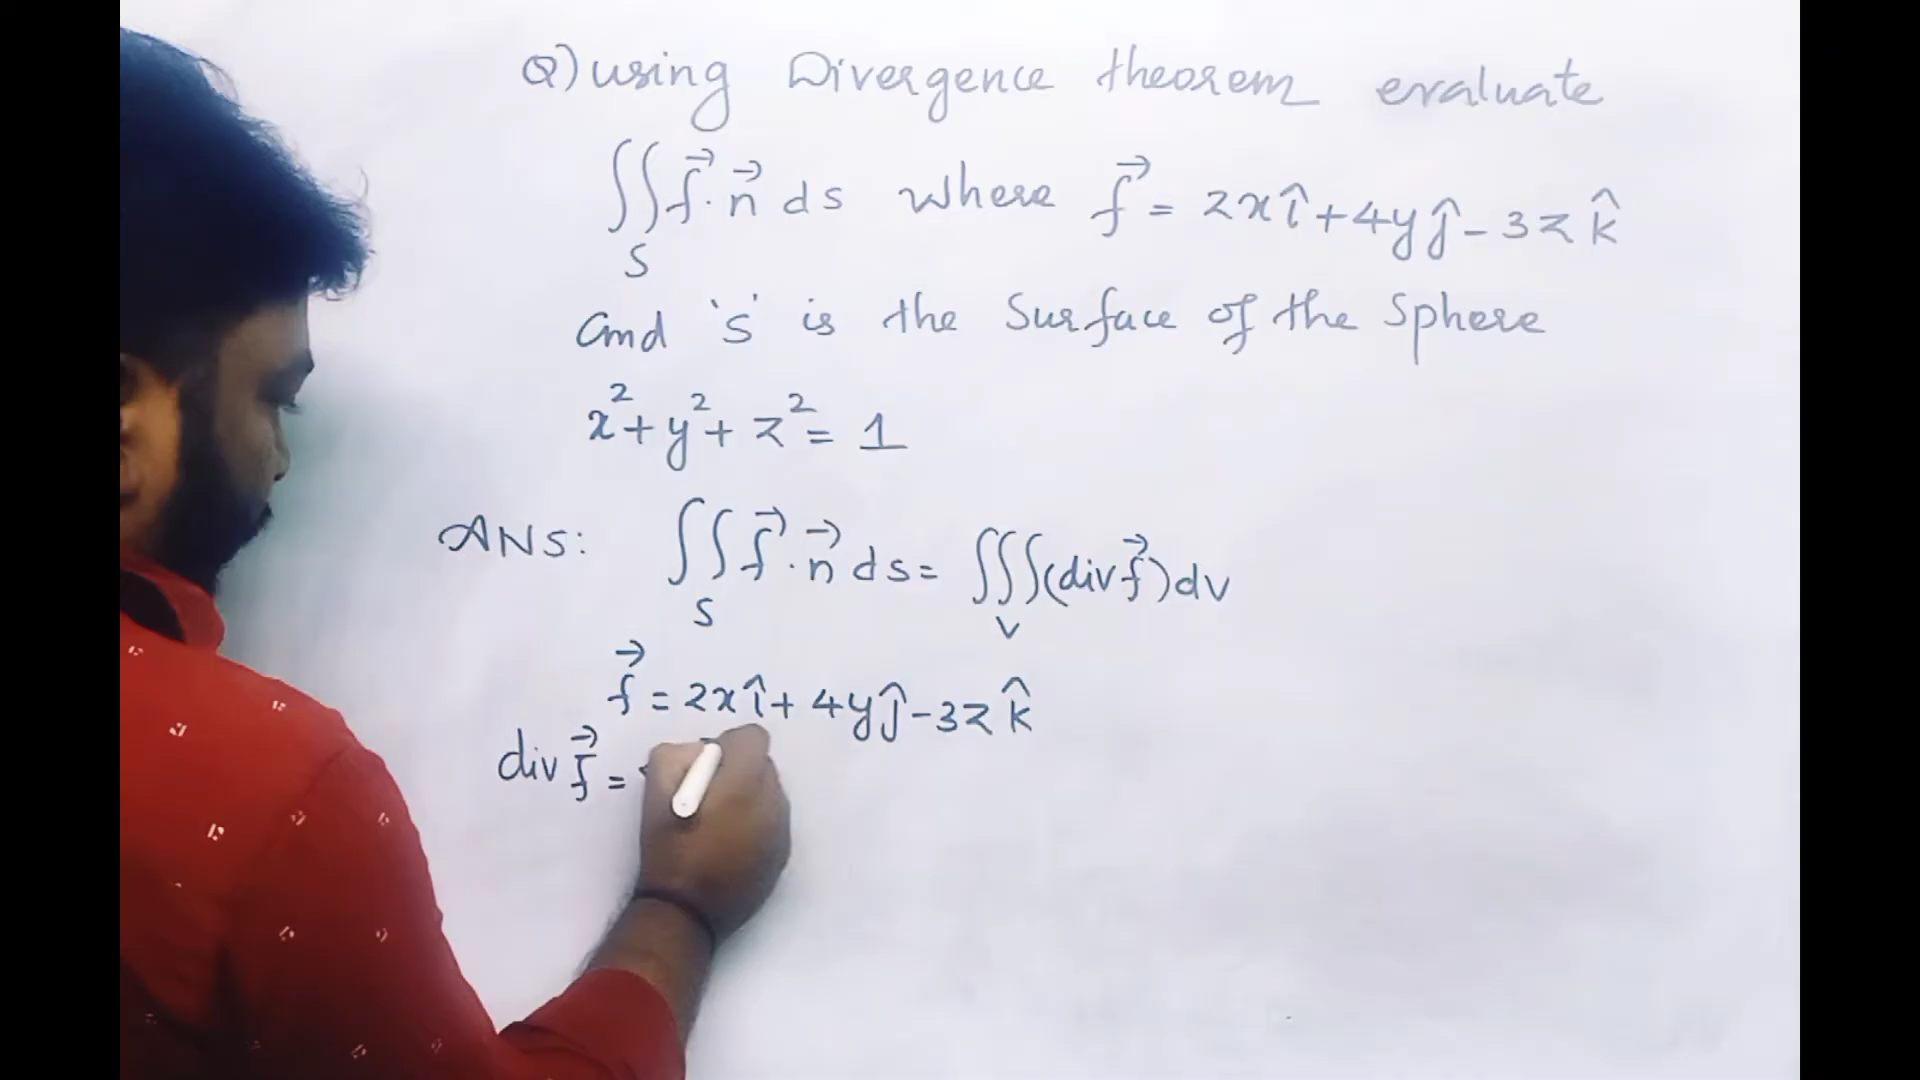 Q) using Divergence theorem evaluate
∬_S f⃗·n⃗ ds where f⃗ = 2xî+4yĵ-3zk̂
and 's' is the surface of the sphere
x²+y²+z²=1
ANS: ∬_S f⃗·n⃗ ds = ∭_V (div f⃗) dv
f⃗ = 2xî+4yĵ-3zk̂
div f⃗ =